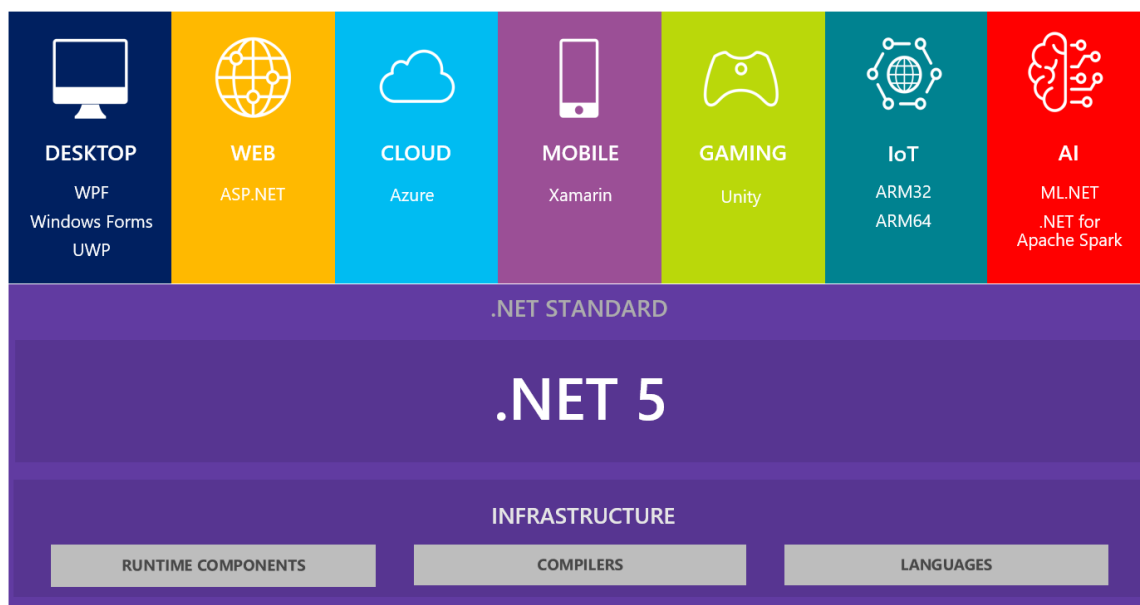 DESKTOP
WPF
Windows Forms
UWP
WEB
ASP.NET
CLOUD
Azure
MOBILE
Xamarin
GAMING
Unity
IoT
ARM32
ARM64
AI
ML.NET
.NET for
Apache Spark
.NET STANDARD
.NET 5
INFRASTRUCTURE
RUNTIME COMPONENTS
COMPILERS
LANGUAGES